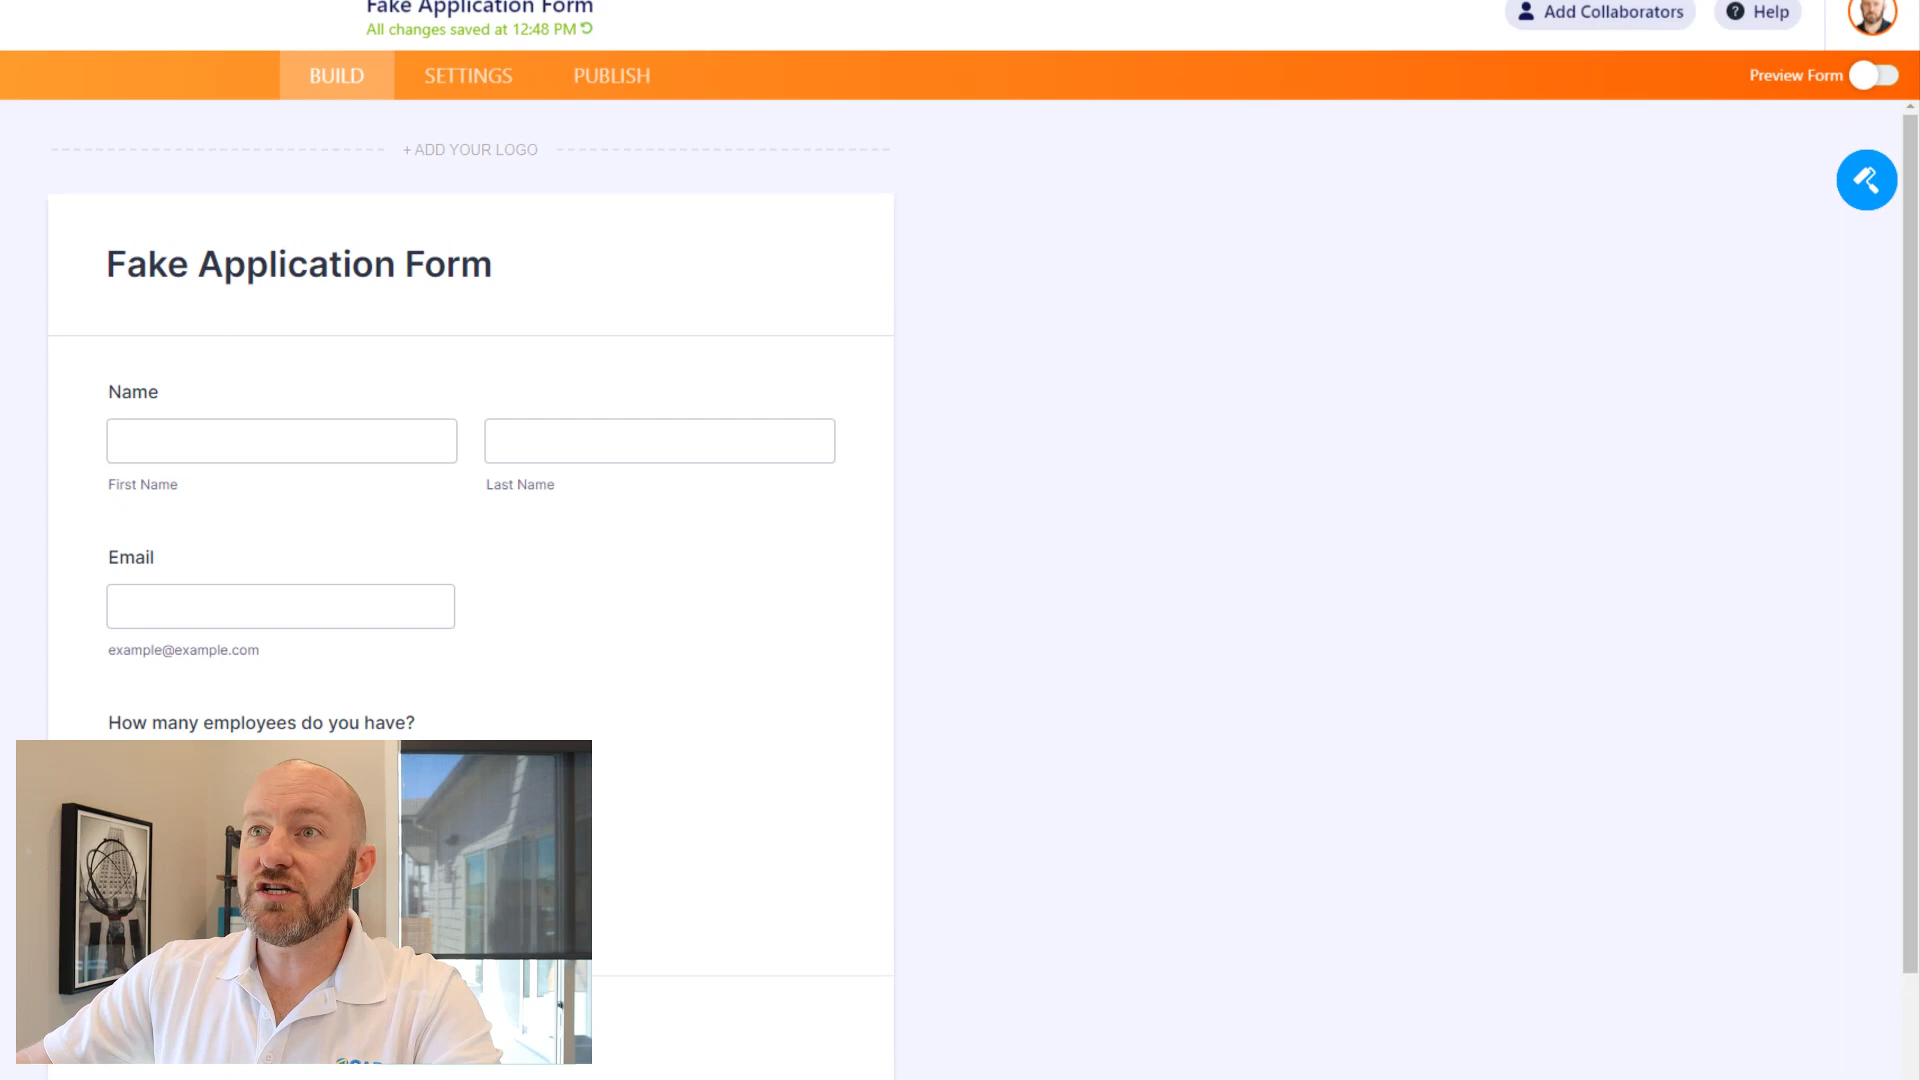 Fake Application Form
All changes saved at 12:48 PM
Add Collaborators
Help
BUILD
SETTINGS
PUBLISH
Preview Form
+ ADD YOUR LOGO
Fake Application Form
Name
First Name
Last Name
Email
example@example.com
How many employees do you have?